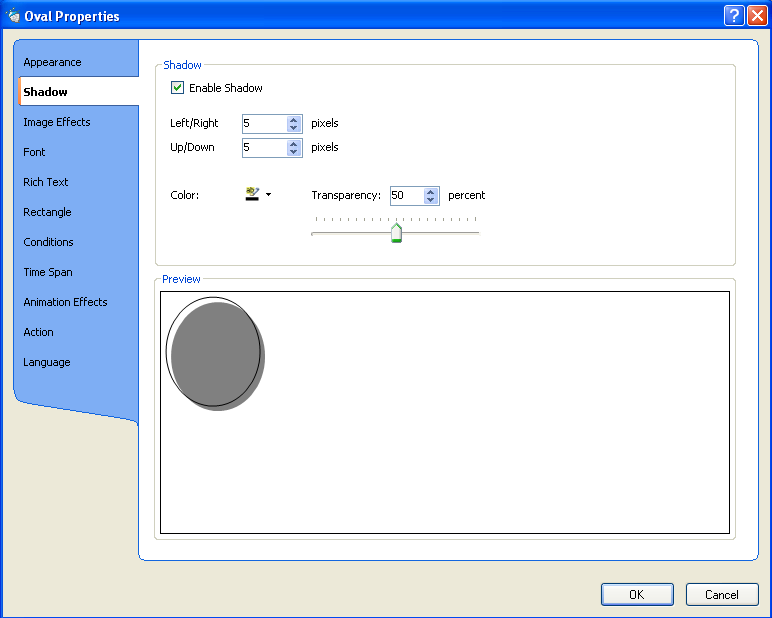 Oval Properties
Appearance
Shadow
Image Effects
Font
Rich Text
Rectangle
Conditions
Time Span
Animation Effects
Action
Language
Shadow
Enable Shadow
Left/Right 5 pixels
Up/Down 5 pixels
Color: Transparency: 50 percent
Preview
OK Cancel